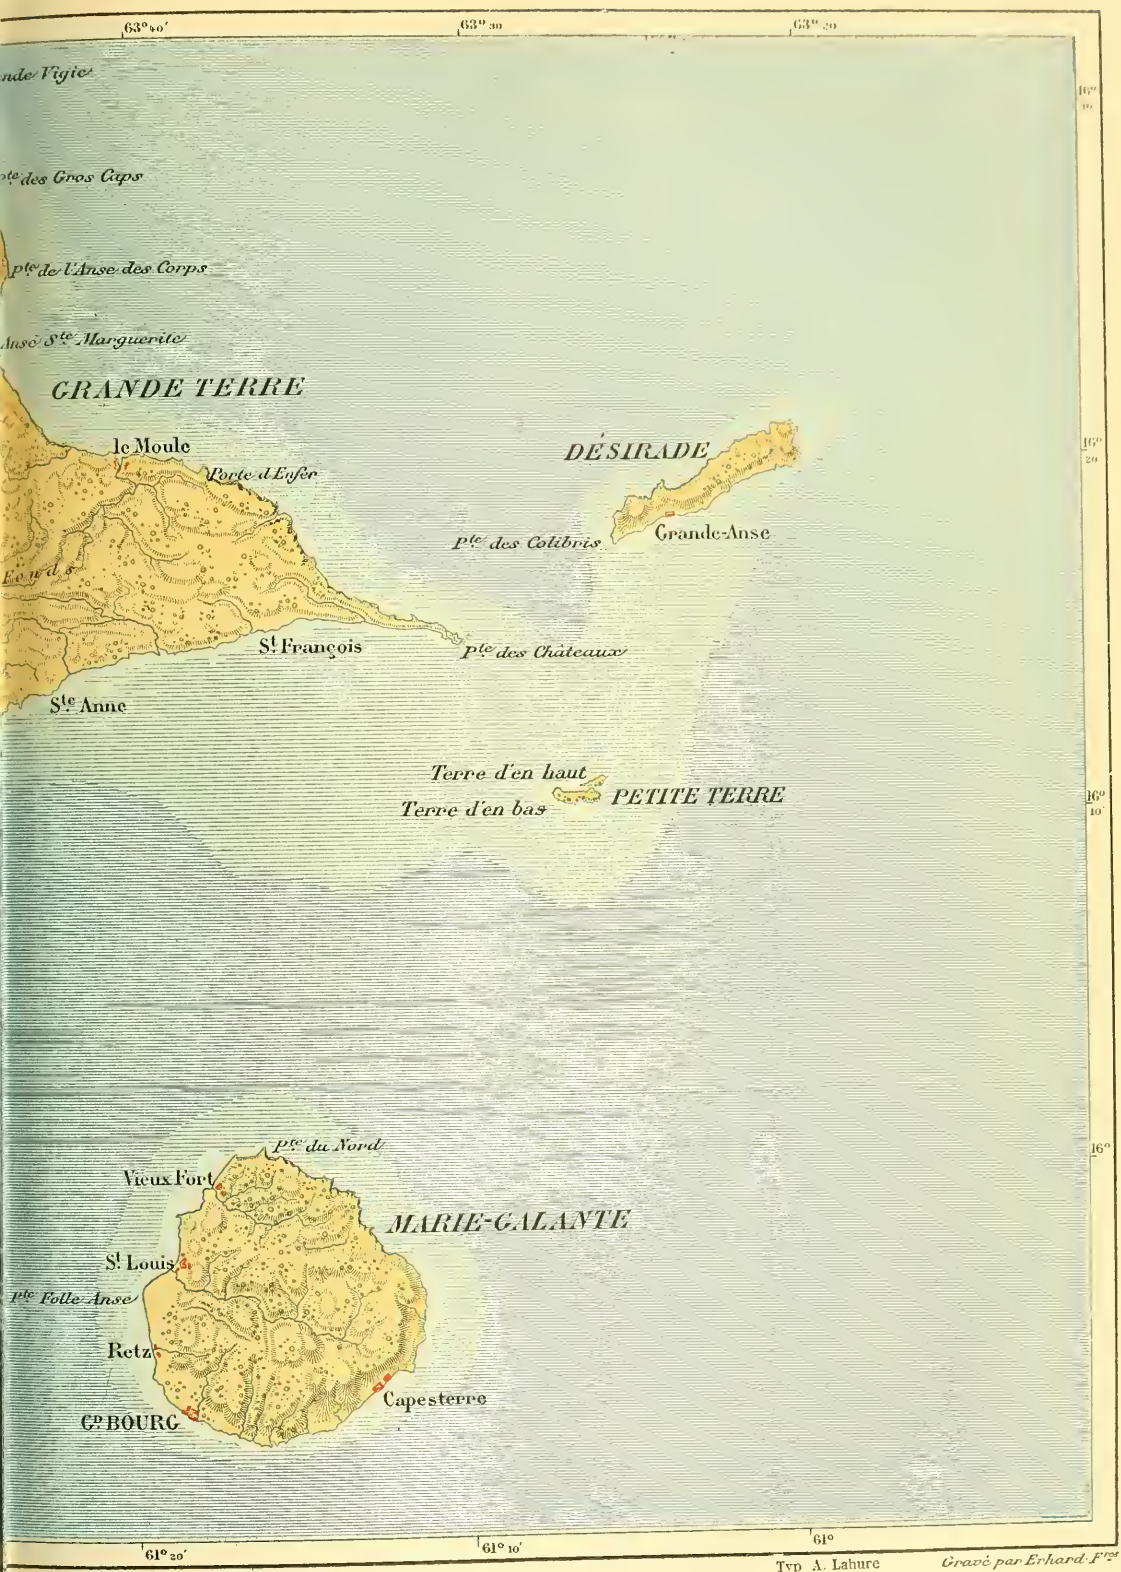 63° 40'
63° 30
63° 20
nde Vigie
16°
pte des Gros Caps
Pte de l'Anse des Corps
Anse Ste Marguerite
GRANDE TERRE
le Moule
DÉSIRADE
16°
20
Porte d'Enfer
Grande-Anse
Pte des Colibris
Fonds
St François
Pte des Châteaux
Ste Anne
Terre d'en haut
PETITE TERRE
16°
10'
Terre d'en bas
Pte du Nord
16°
Vieux Fort
MARIE-GALANTE
St Louis
Pte Folle Anse
Retz
Capesterre
Gd BOURG
61° 20'
61° 10'
61°
Typ A. Lahure
Gravé par Erhard Fres